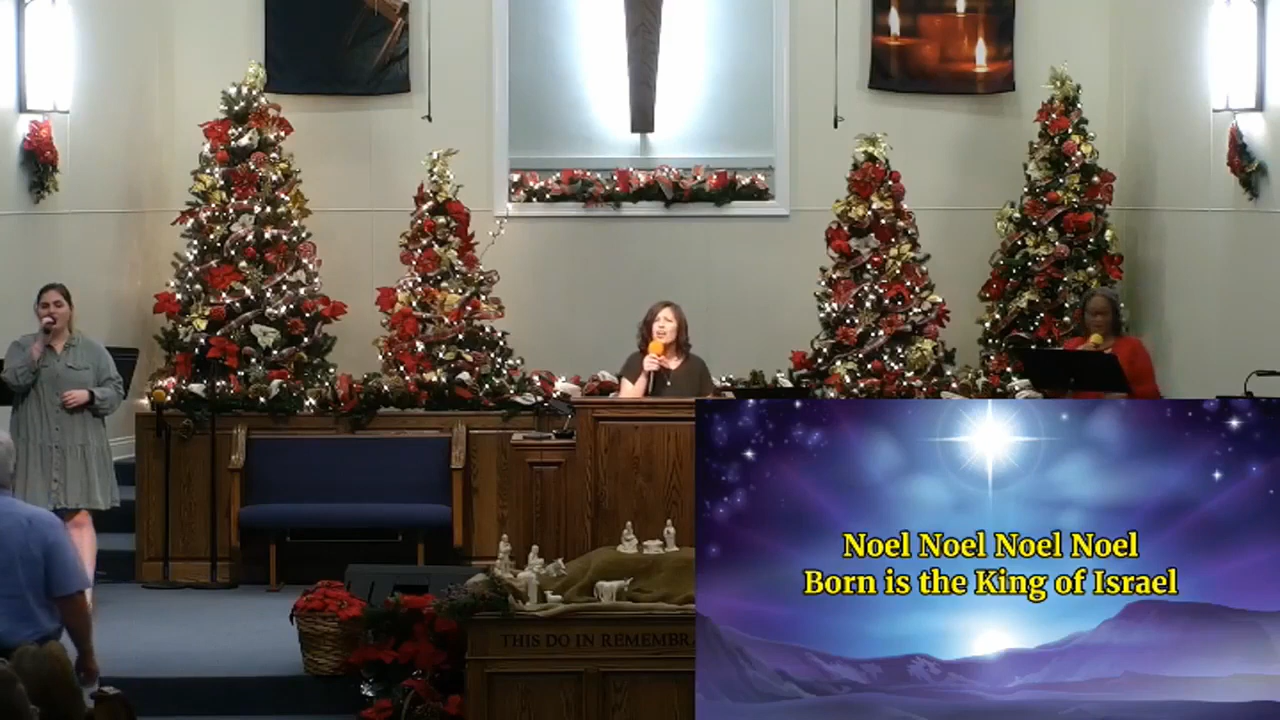 Noel Noel Noel Noel
Born is the King of Israel
THIS DO IN REMEMBRA